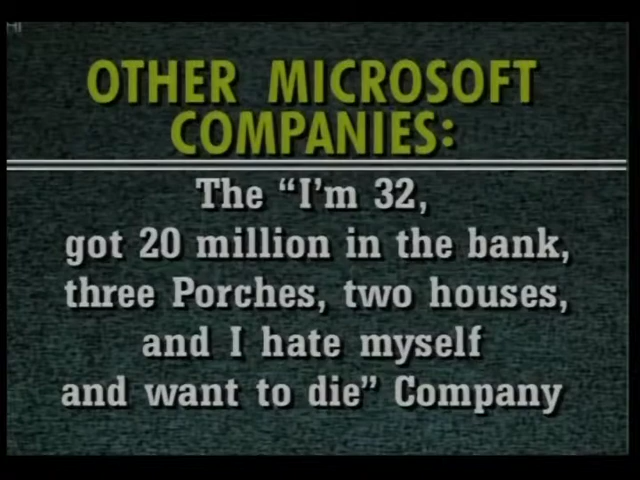 OTHER MICROSOFT
COMPANIES:
The “I’m 32,
got 20 million in the bank,
three Porches, two houses,
and I hate myself
and want to die” Company